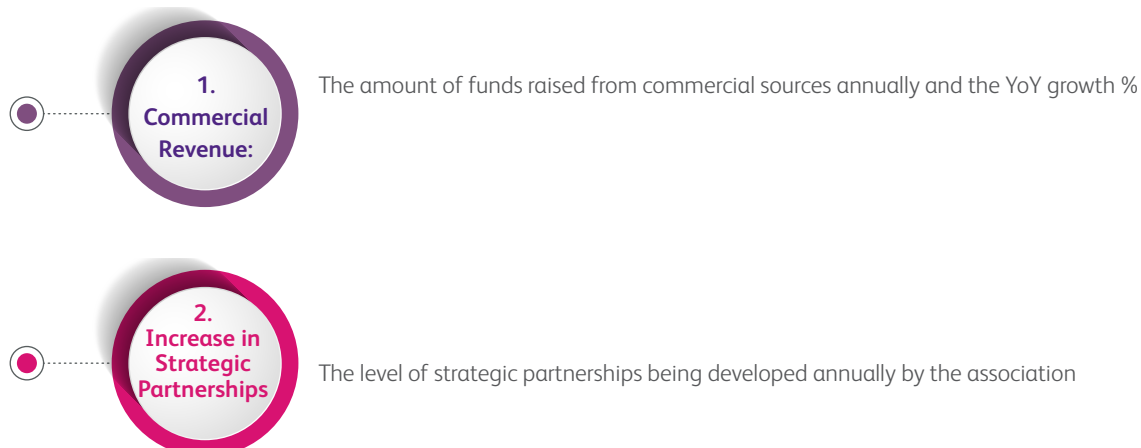 1.
Commercial
Revenue:
The amount of funds raised from commercial sources annually and the YoY growth %
2.
Increase in
Strategic
Partnerships
The level of strategic partnerships being developed annually by the association